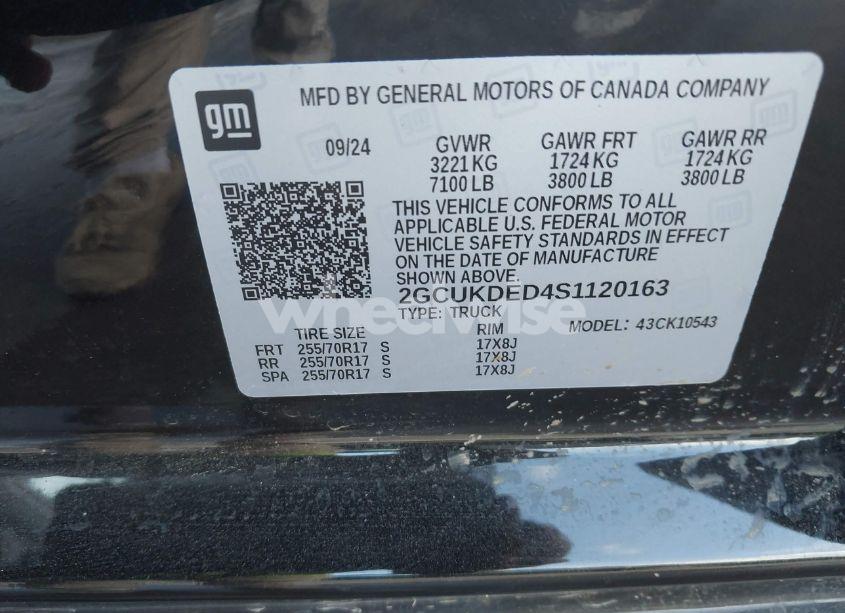 gm
MFD BY GENERAL MOTORS OF CANADA COMPANY
09/24 GVWR GAWR FRT GAWR RR
3221 KG 1724 KG 1724 KG
7100 LB 3800 LB 3800 LB
THIS VEHICLE CONFORMS TO ALL
APPLICABLE U.S. FEDERAL MOTOR
VEHICLE SAFETY STANDARDS IN EFFECT
ON THE DATE OF MANUFACTURE
SHOWN ABOVE.
2GCUKDED4S1120163
TYPE: TRUCK MODEL: 43CK10543
TIRE SIZE RIM
FRT 255/70R17 S 17X8J
RR 255/70R17 S 17X8J
SPA 255/70R17 S 17X8J
wheelwise